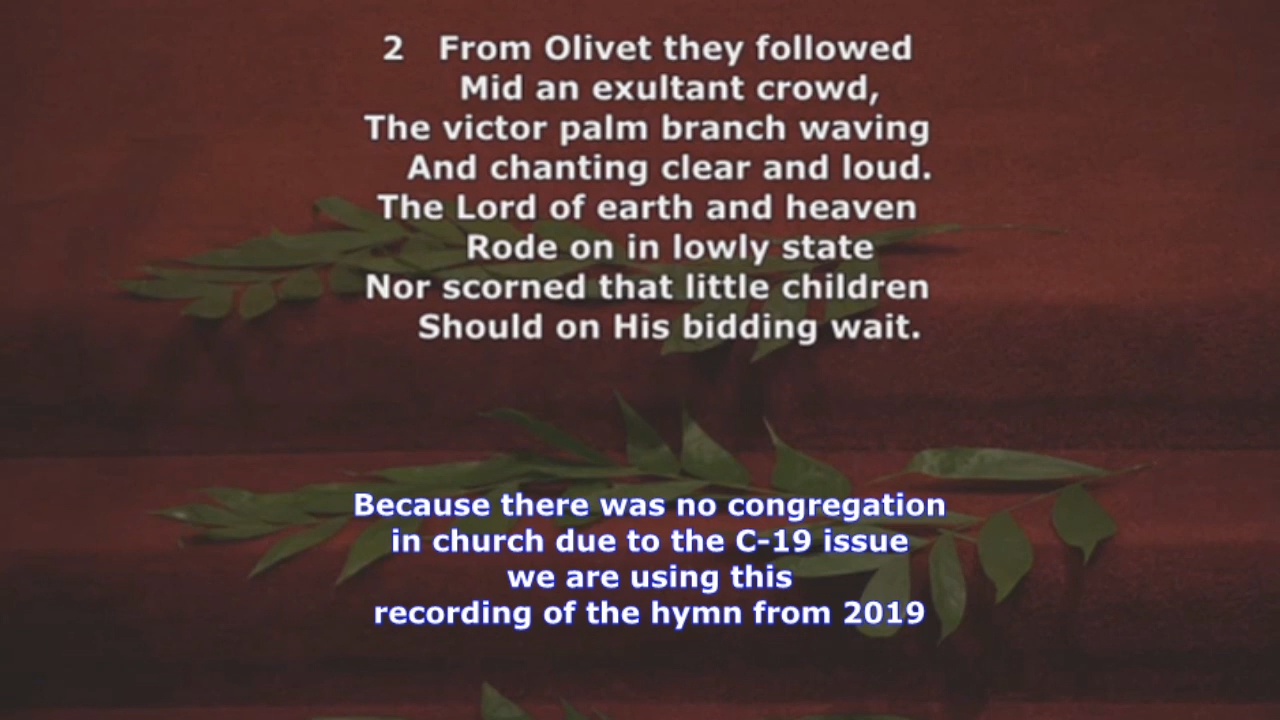 2 From Olivet they followed
Mid an exultant crowd,
The victor palm branch waving
And chanting clear and loud.
The Lord of earth and heaven
Rode on in lowly state
Nor scorned that little children
Should on His bidding wait.
Because there was no congregation
in church due to the C-19 issue
we are using this
recording of the hymn from 2019